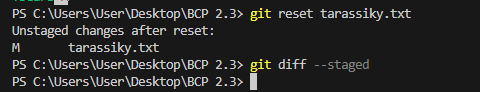 PS C:\Users\User\Desktop\BCP 2.3> git reset tarassiky.txt
Unstaged changes after reset:
M       tarassiky.txt
PS C:\Users\User\Desktop\BCP 2.3> git diff --staged
PS C:\Users\User\Desktop\BCP 2.3>